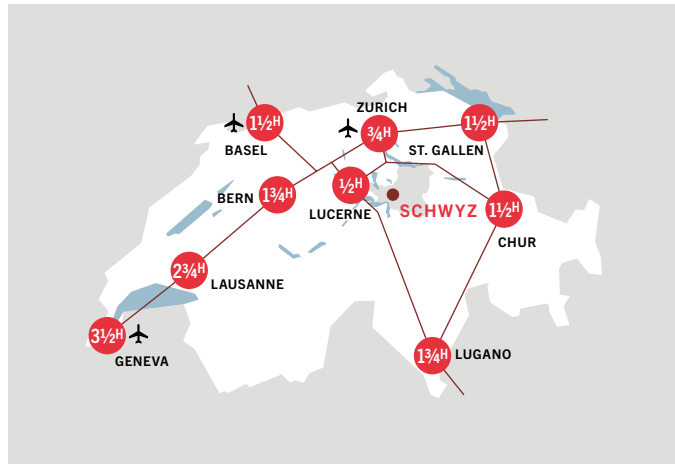 ZURICH
1½H
¾H
1½H
BASEL
ST. GALLEN
½H
1¾H
BERN
LUCERNE
SCHWYZ
1½H
CHUR
2¾H
LAUSANNE
3½H
GENEVA
1¾H
LUGANO